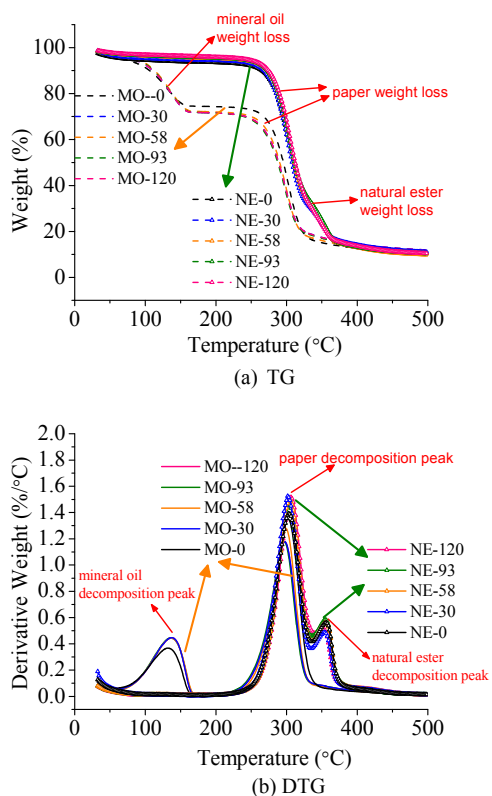 mineral oil
weight loss
100
80
60
40
20
0
Weight (%)
MO--0
MO-30
MO-58
MO-93
MO-120
paper weight loss
natural ester
weight loss
NE-0
NE-30
NE-58
NE-93
NE-120
0 100 200 300 400 500
Temperature (°C)
(a) TG
2.0
1.8
1.6
1.4
1.2
1.0
0.8
0.6
0.4
0.2
0.0
Derivative Weight (%/°C)
paper decomposition peak
MO--120
MO-93
MO-58
MO-30
MO-0
mineral oil
decomposition peak
NE-120
NE-93
NE-58
NE-30
NE-0
natural ester
decomposition peak
0 100 200 300 400 500
Temperature (°C)
(b) DTG